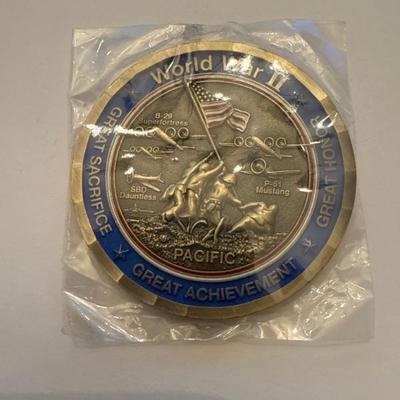 World War II
GREAT SACRIFICE
GREAT HONOR
GREAT ACHIEVEMENT
B-29
Superfortress
SBD
Dauntless
P-51
Mustang
PACIFIC